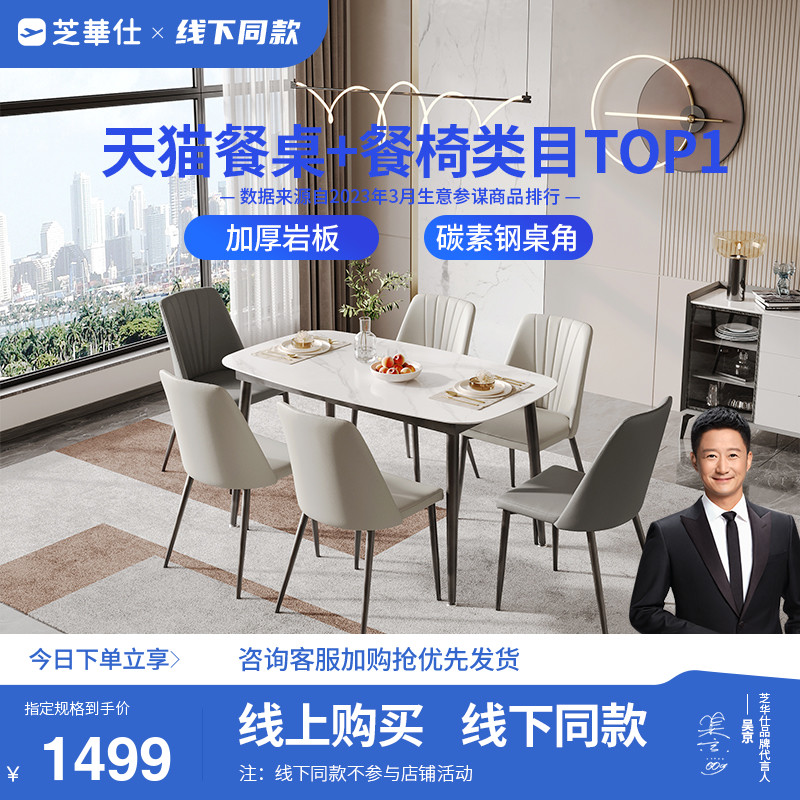 芝華仕 × 线下同款
天猫餐桌+餐椅类目TOP1
— 数据来源自2023年3月生意参谋商品排行 —
加厚岩板
碳素钢桌角
今日下单立享>
咨询客服加购抢优先发货
指定规格到手价
¥ 1499
线上购买 线下同款
注：线下同款不参与店铺活动
芝华仕品牌代言人
—— 吴京